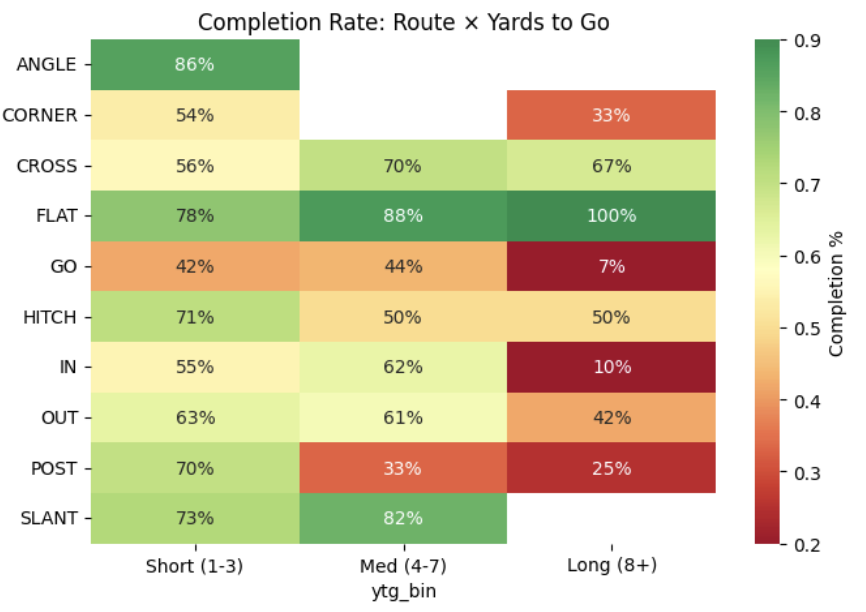 Completion Rate: Route × Yards to Go
ANGLE 86%
CORNER 54% 33%
CROSS 56% 70% 67%
FLAT 78% 88% 100%
GO 42% 44% 7%
HITCH 71% 50% 50%
IN 55% 62% 10%
OUT 63% 61% 42%
POST 70% 33% 25%
SLANT 73% 82%
Short (1-3) Med (4-7) Long (8+)
ytg_bin
0.9
0.8
0.7
0.6
0.5
0.4
0.3
0.2
Completion %